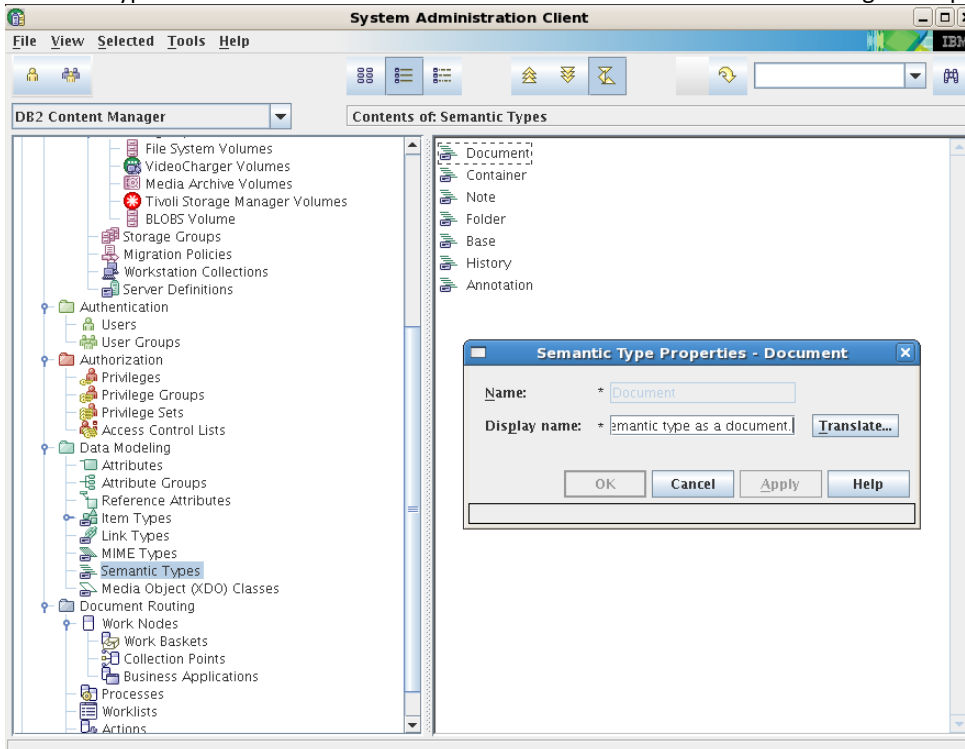 System Administration Client
File View Selected Tools Help
IBM
DB2 Content Manager
Contents of: Semantic Types
File System Volumes
VideoCharger Volumes
Media Archive Volumes
Tivoli Storage Manager Volumes
BLOBS Volume
Storage Groups
Migration Policies
Workstation Collections
Server Definitions
Authentication
Users
User Groups
Authorization
Privileges
Privilege Groups
Privilege Sets
Access Control Lists
Data Modeling
Attributes
Attribute Groups
Reference Attributes
Item Types
Link Types
MIME Types
Semantic Types
Media Object (XDO) Classes
Document Routing
Work Nodes
Work Baskets
Collection Points
Business Applications
Processes
Worklists
Actions
Document
Container
Note
Folder
Base
History
Annotation
Semantic Type Properties - Document
Name: * Document
Display name: * emantic type as a document. Translate...
OK Cancel Apply Help